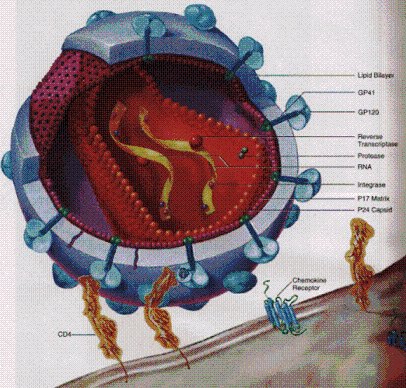 Lipid Bilayer
GP41
GP120
Reverse
Transcriptase
Protease
RNA
Integrase
P17 Matrix
P24 Capsid
Chemokine
Receptor
CD4